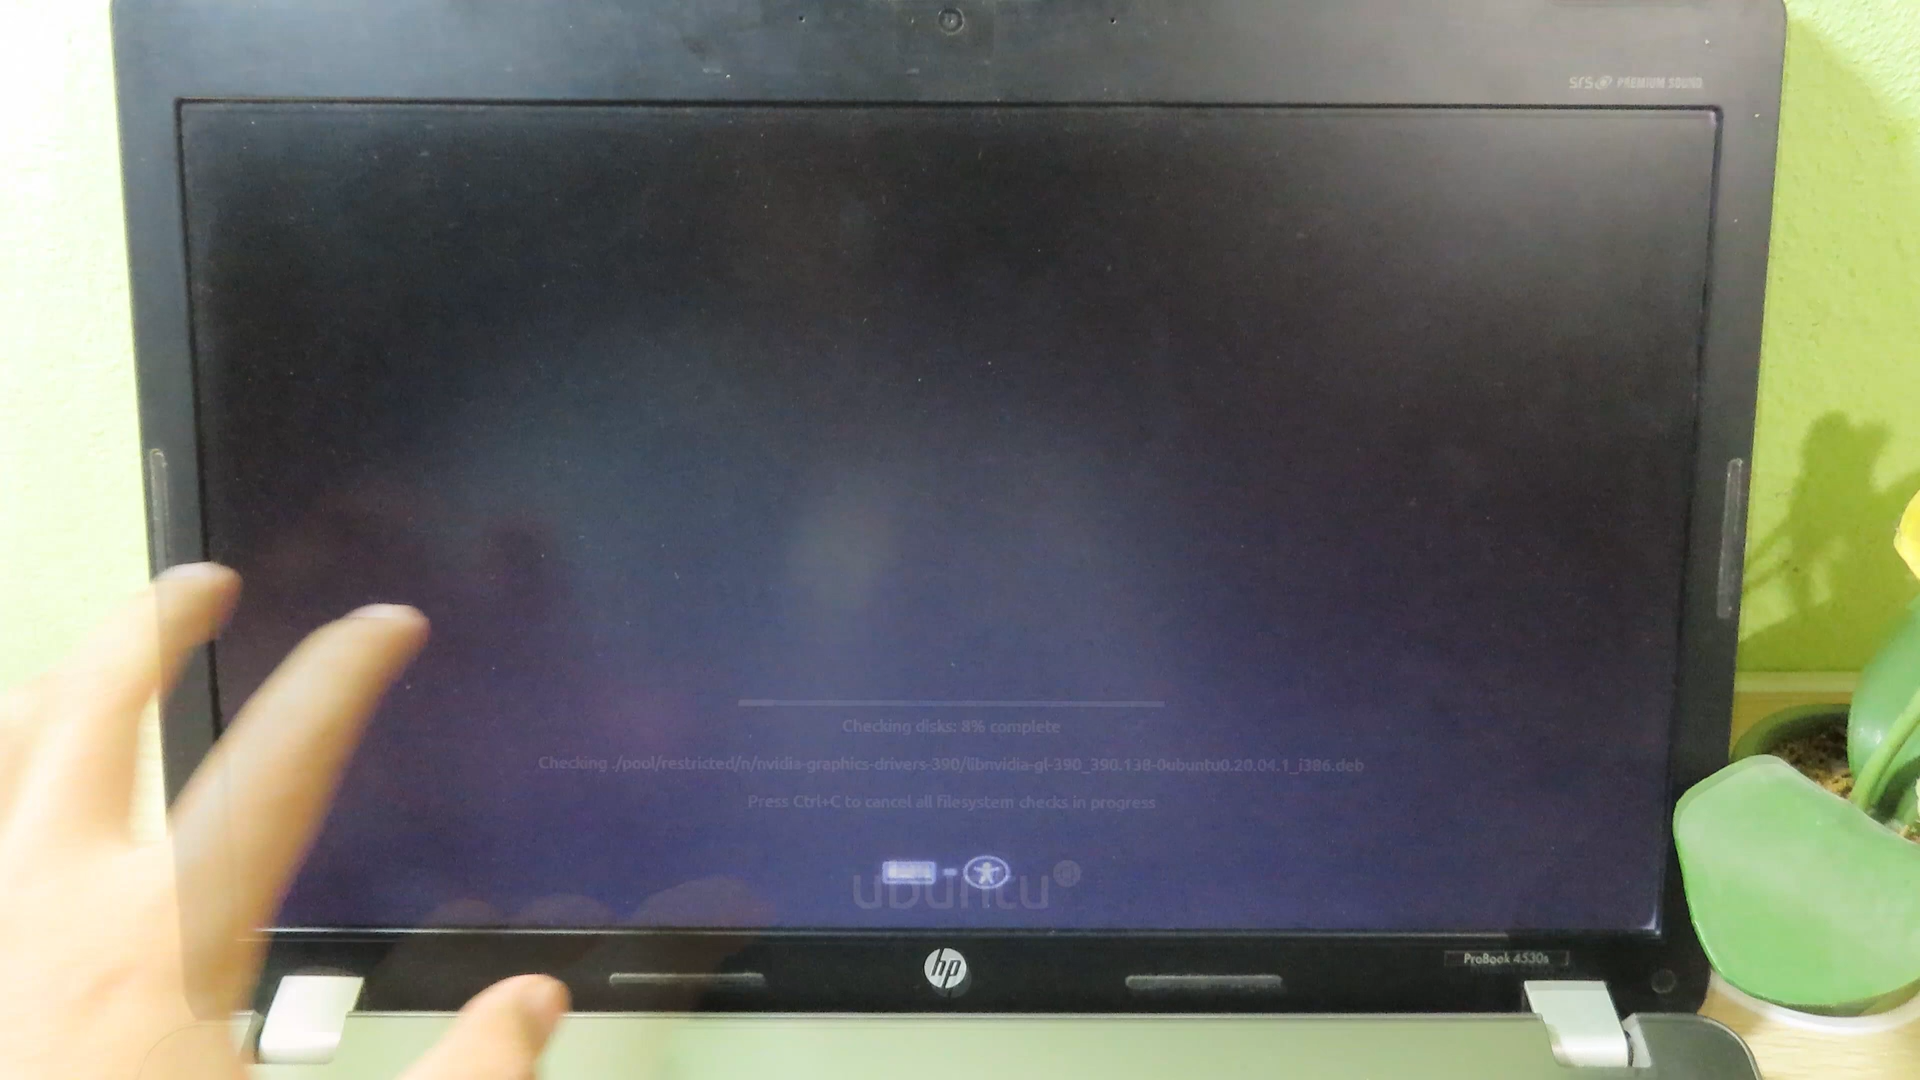 SRS PREMIUM SOUND
Checking disks: 8% complete
Checking ./pool/restricted/n/nvidia-graphics-drivers-390/libnvidia-gl-390_390.138-0ubuntu0.20.04.1_i386.deb
Press Ctrl+C to cancel all filesystem checks in progress
ubuntu
hp
ProBook 4530s